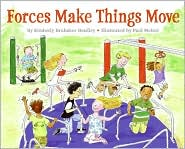 Forces Make Things Move
by Kimberly Brubaker Bradley • Illustrated by Paul Meisel